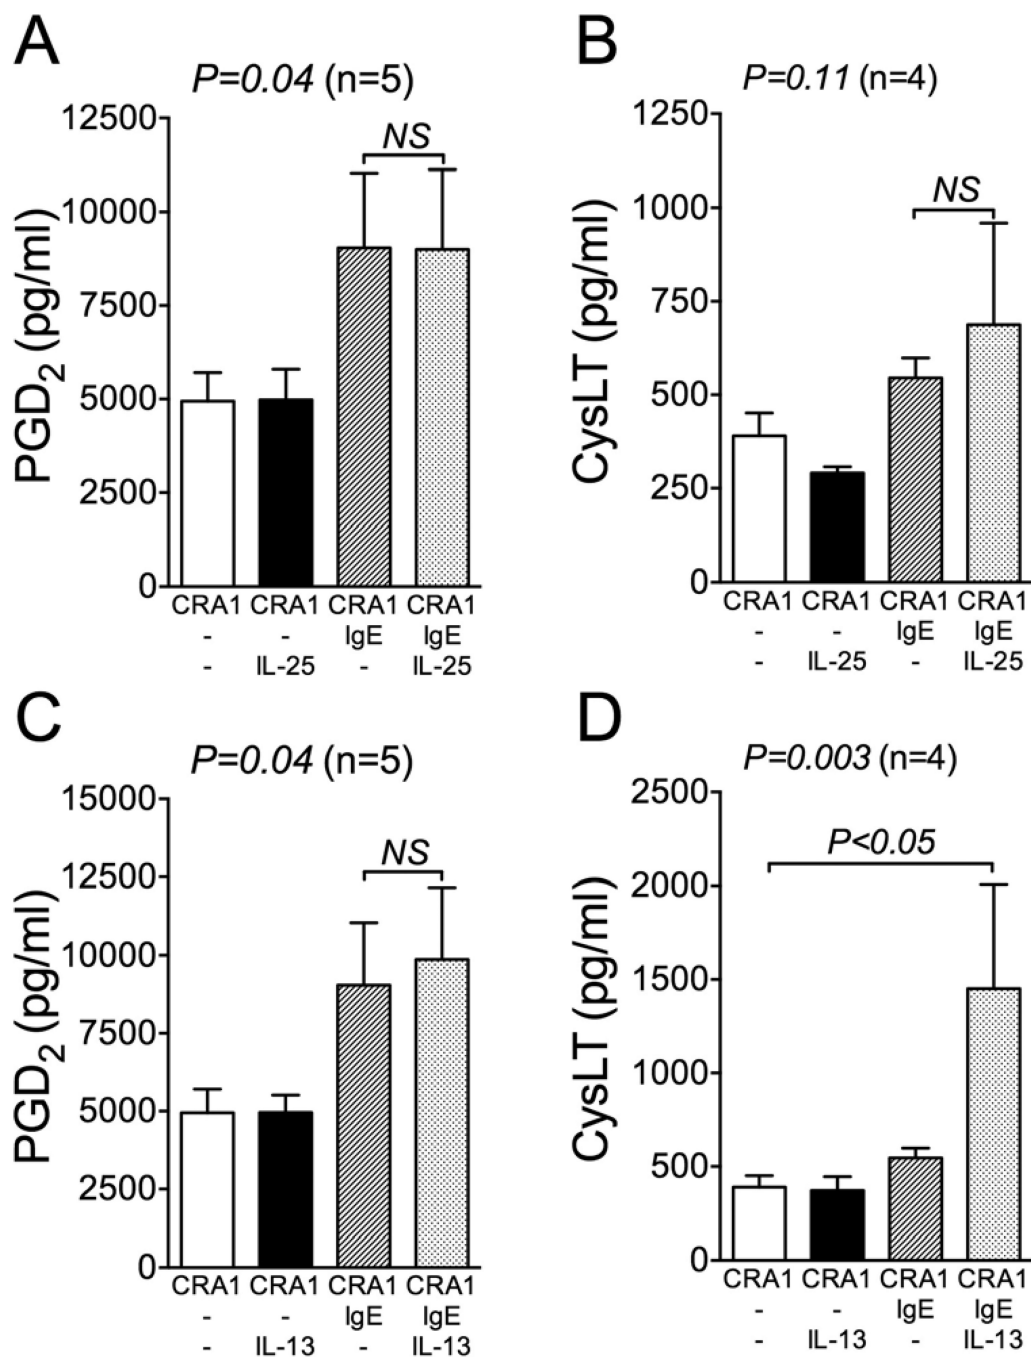 A
P=0.04 (n=5)
NS
PGD2 (pg/ml)
12500
10000
7500
5000
2500
0
CRA1 CRA1 CRA1 CRA1
- - IgE IgE
- IL-25 - IL-25
B
P=0.11 (n=4)
NS
CysLT (pg/ml)
1250
1000
750
500
250
0
CRA1 CRA1 CRA1 CRA1
- - IgE IgE
- IL-25 - IL-25
C
P=0.04 (n=5)
NS
PGD2 (pg/ml)
15000
12500
10000
7500
5000
2500
0
CRA1 CRA1 CRA1 CRA1
- - IgE IgE
- IL-13 - IL-13
D
P=0.003 (n=4)
P<0.05
CysLT (pg/ml)
2500
2000
1500
1000
500
0
CRA1 CRA1 CRA1 CRA1
- - IgE IgE
- IL-13 - IL-13